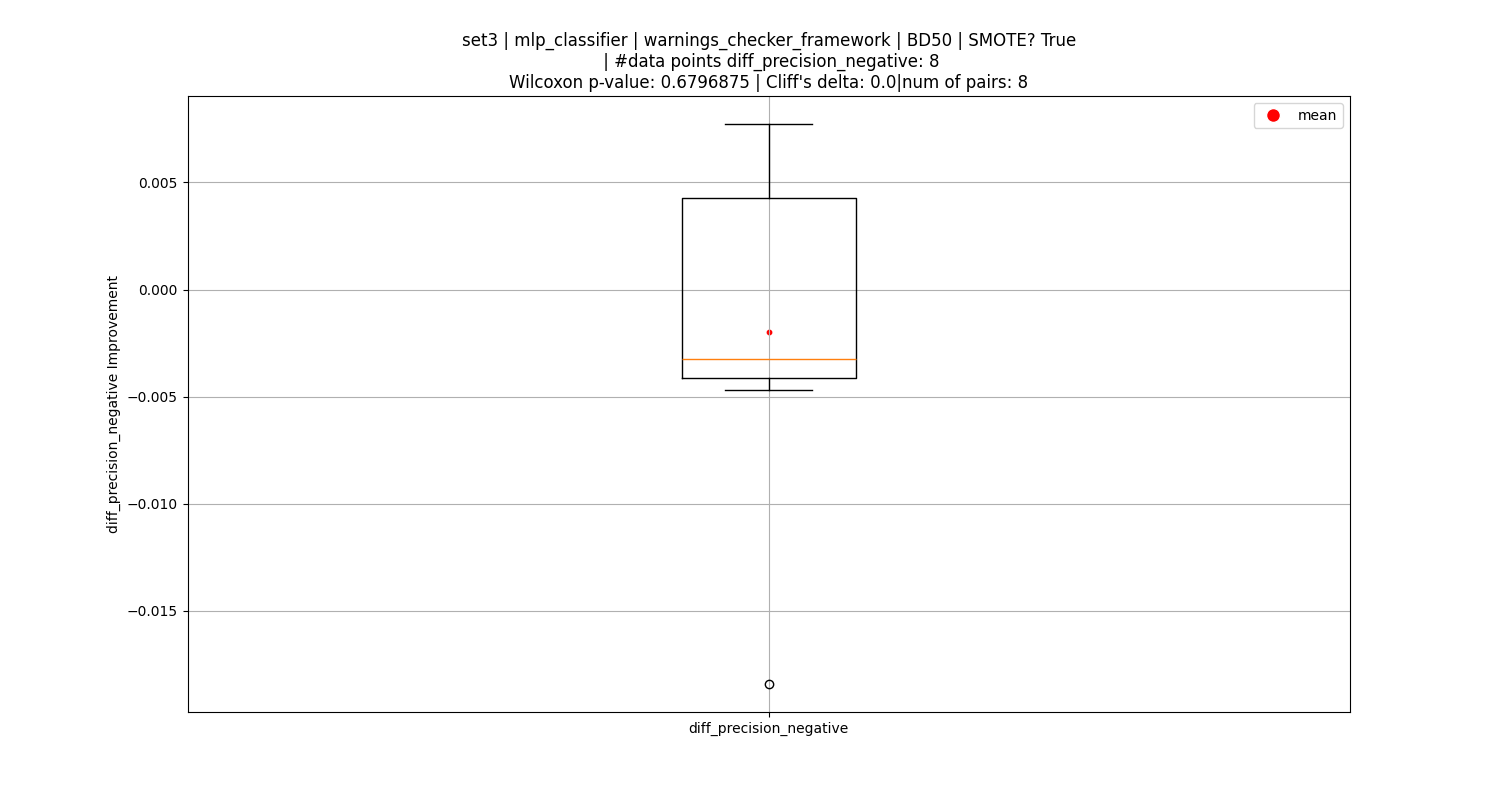 set3 | mlp_classifier | warnings_checker_framework | BD50 | SMOTE? True
| #data points diff_precision_negative: 8
Wilcoxon p-value: 0.6796875 | Cliff's delta: 0.0|num of pairs: 8
mean
0.005
0.000
−0.005
−0.010
−0.015
diff_precision_negative Improvement
diff_precision_negative